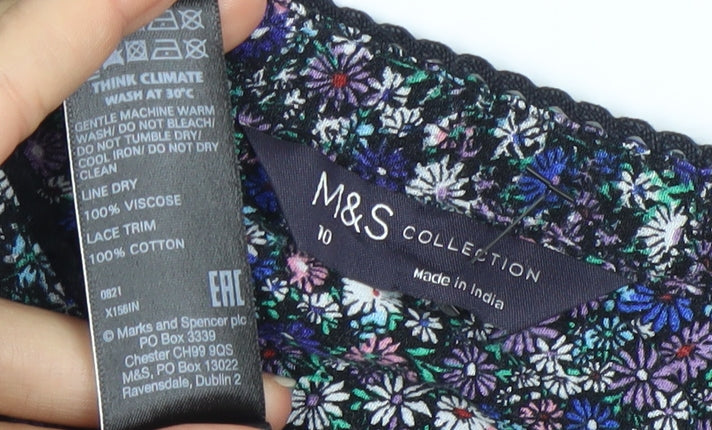 THINK CLIMATE
WASH AT 30°C
GENTLE MACHINE WARM
WASH/ DO NOT BLEACH/
DO NOT TUMBLE DRY/
COOL IRON/ DO NOT DRY
CLEAN
LINE DRY
100% VISCOSE
LACE TRIM
100% COTTON
0821
X156IN
EAC
© Marks and Spencer plc
PO Box 3339
Chester CH99 9QS
M&S, PO Box 13022
Ravensdale, Dublin 2
M&S COLLECTION
10
Made in India